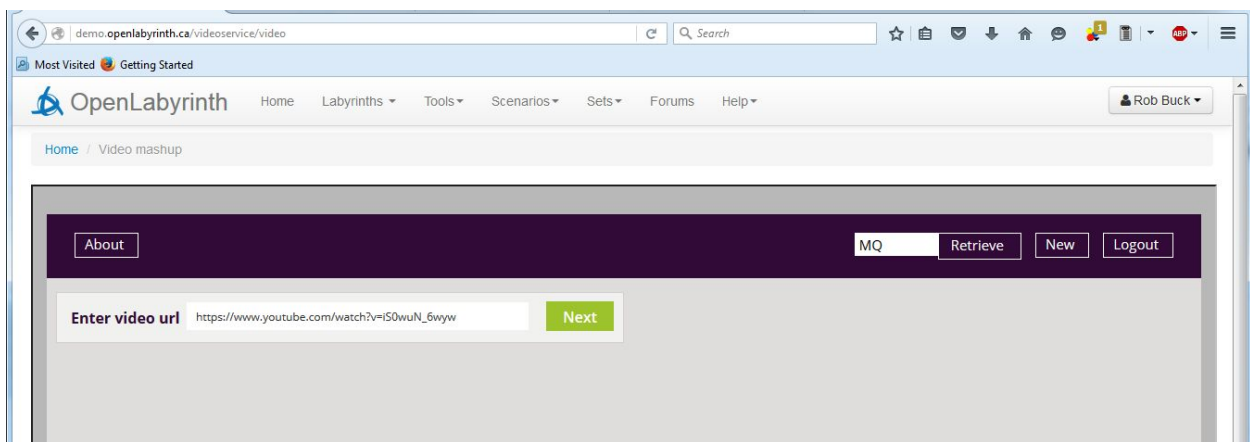 demo.openlabyrinth.ca/videoservice/video
Search
1
ABP
Most Visited Getting Started
OpenLabyrinth Home Labyrinths Tools Scenarios Sets Forums Help Rob Buck
Home / Video mashup
About MQ Retrieve New Logout
Enter video url https://www.youtube.com/watch?v=iS0wuN_6wyw Next